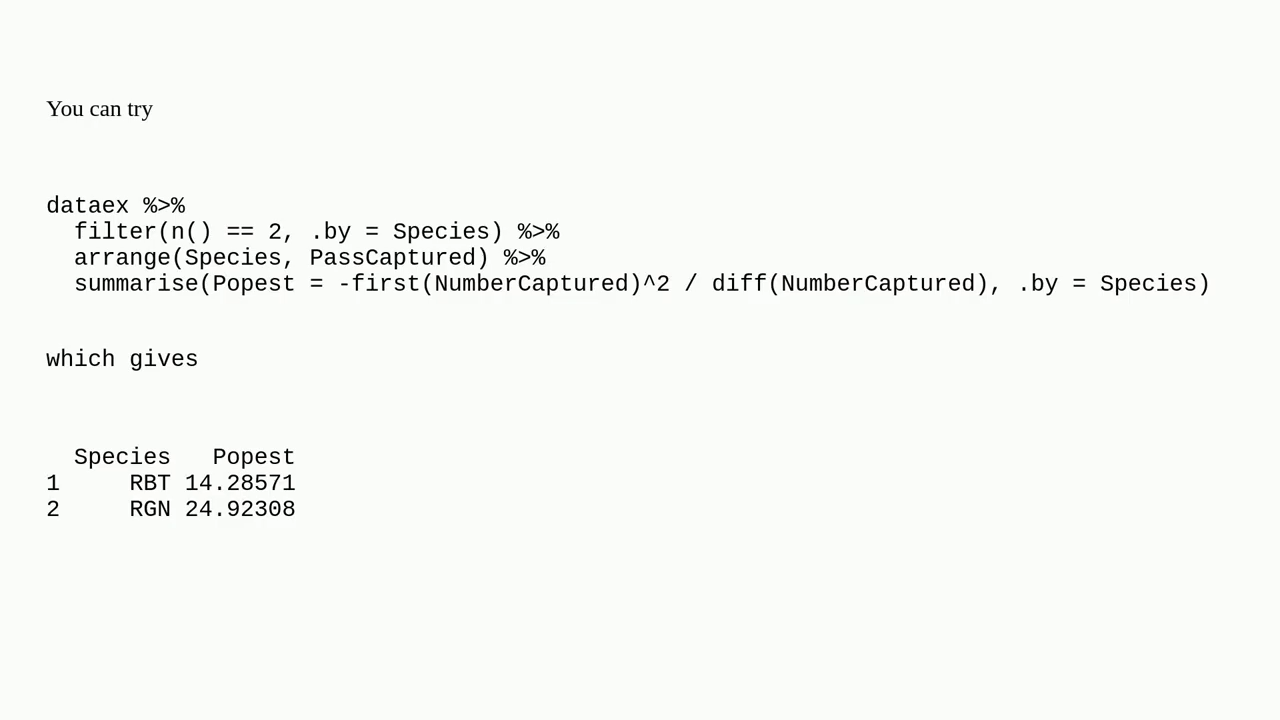 You can try
dataex %>%
  filter(n() == 2, .by = Species) %>%
  arrange(Species, PassCaptured) %>%
  summarise(Popest = -first(NumberCaptured)^2 / diff(NumberCaptured), .by = Species)
which gives
  Species   Popest
1     RBT 14.28571
2     RGN 24.92308